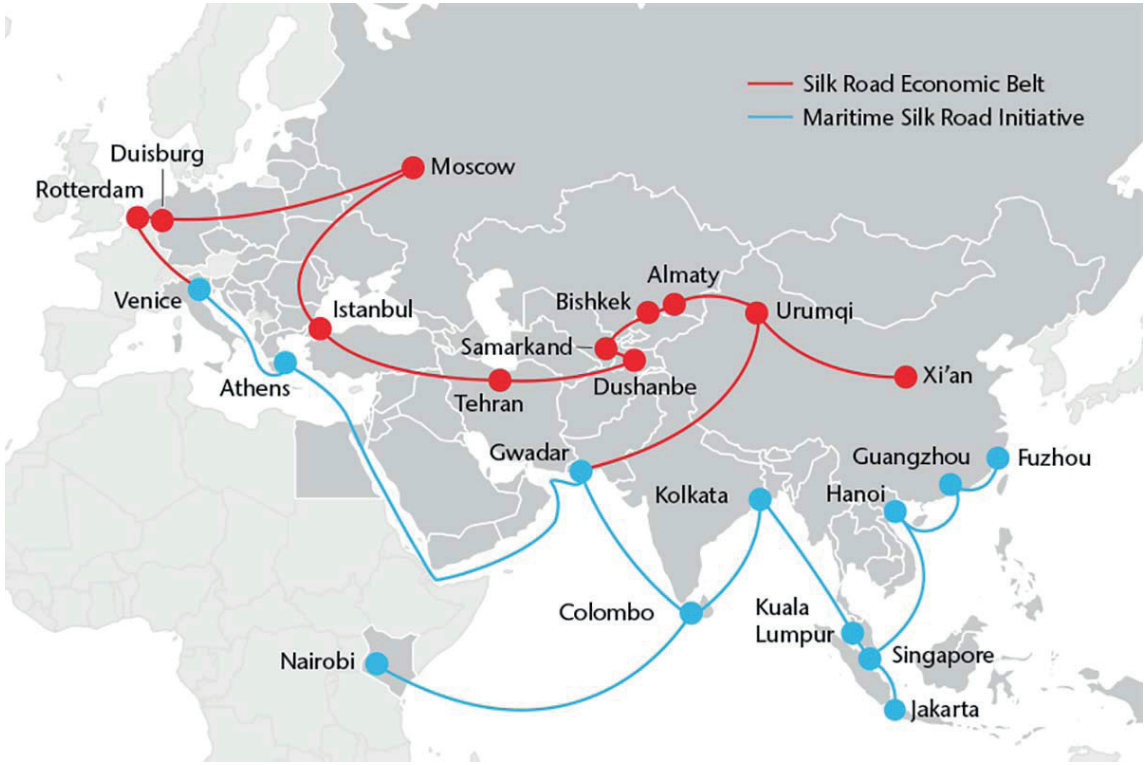 Silk Road Economic Belt
Maritime Silk Road Initiative
Duisburg
Moscow
Rotterdam
Almaty
Venice
Istanbul
Bishkek
Urumqi
Samarkand
Athens
Tehran
Dushanbe
Xi’an
Gwadar
Guangzhou
Fuzhou
Kolkata
Hanoi
Colombo
Kuala
Lumpur
Nairobi
Singapore
Jakarta